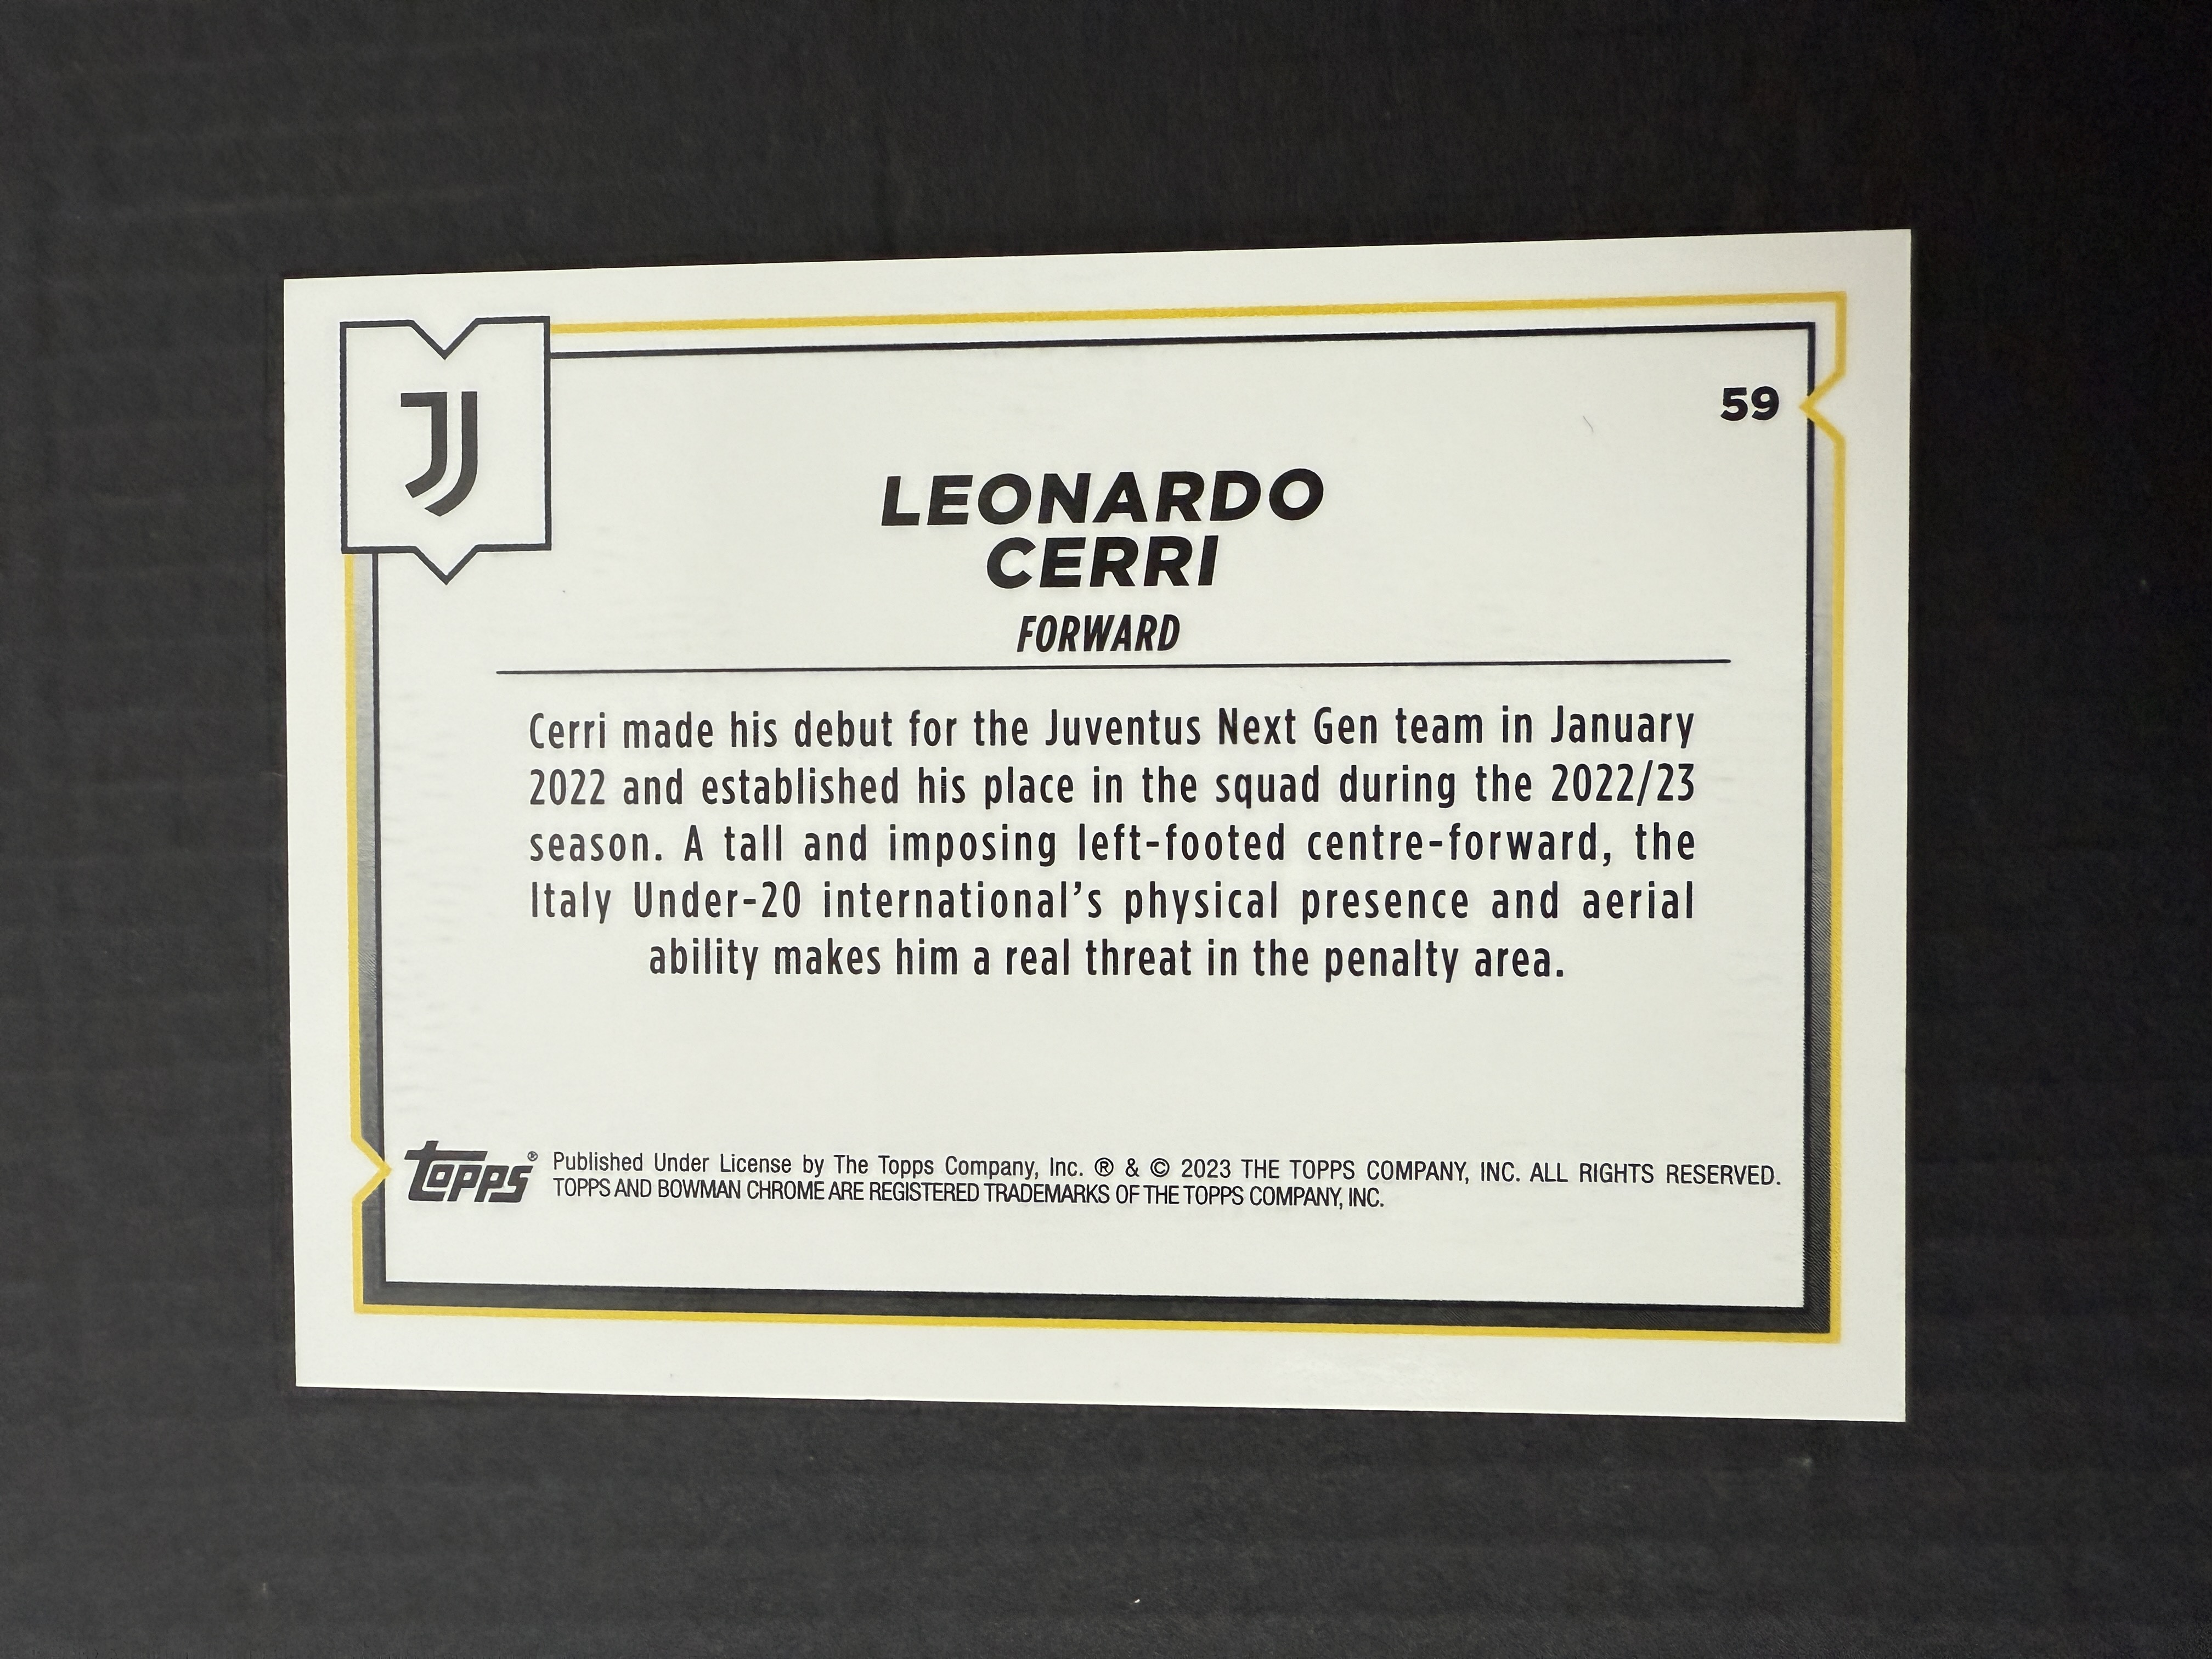 59
LEONARDO
CERRI
FORWARD
Cerri made his debut for the Juventus Next Gen team in January
2022 and established his place in the squad during the 2022/23
season. A tall and imposing left-footed centre-forward, the
Italy Under-20 international's physical presence and aerial
ability makes him a real threat in the penalty area.
topps® Published Under License by The Topps Company, Inc. ® & © 2023 THE TOPPS COMPANY, INC. ALL RIGHTS RESERVED.
TOPPS AND BOWMAN CHROME ARE REGISTERED TRADEMARKS OF THE TOPPS COMPANY, INC.